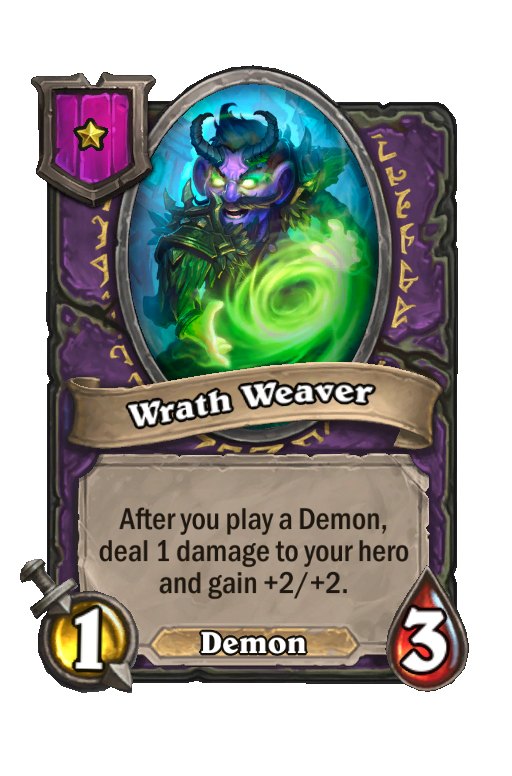 Wrath Weaver
After you play a Demon,
deal 1 damage to your hero
and gain +2/+2.
1
Demon
3